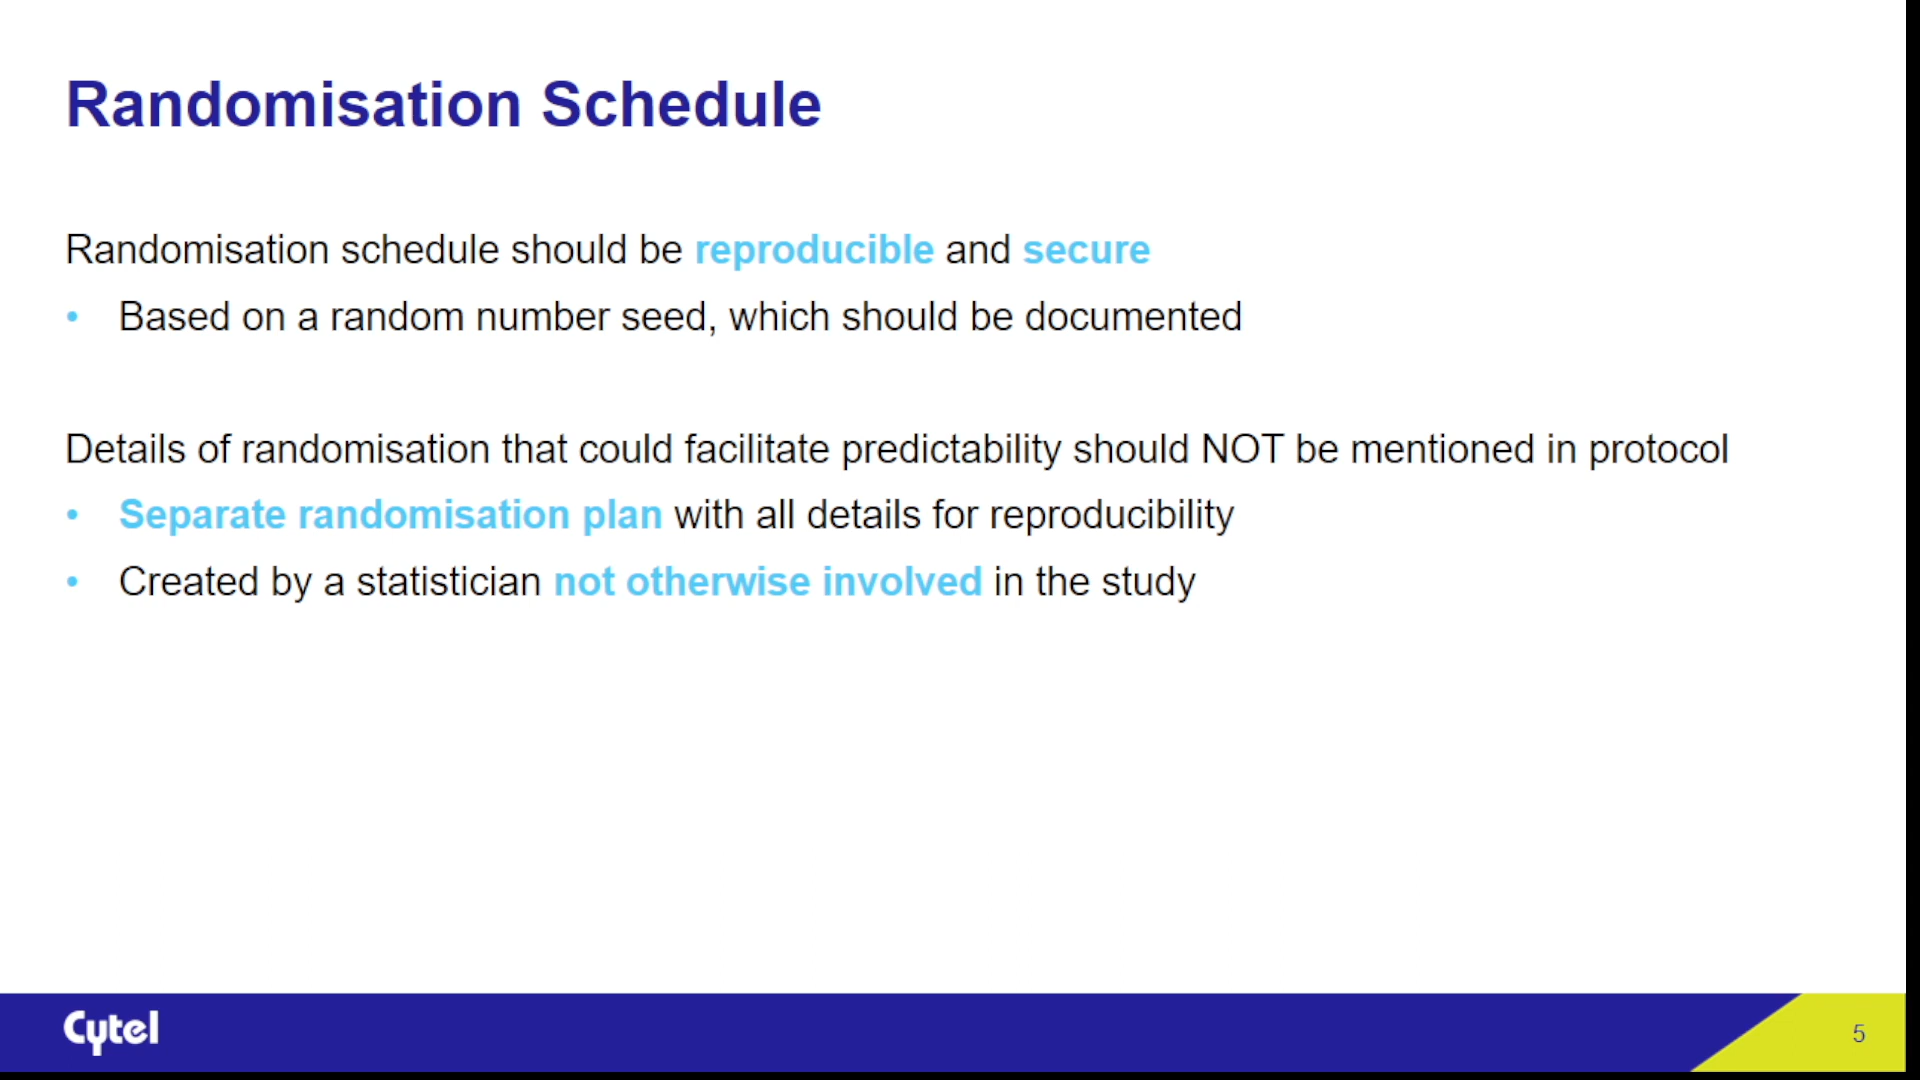 Randomisation Schedule
Randomisation schedule should be reproducible and secure
• Based on a random number seed, which should be documented
Details of randomisation that could facilitate predictability should NOT be mentioned in protocol
• Separate randomisation plan with all details for reproducibility
• Created by a statistician not otherwise involved in the study
Cytel
5